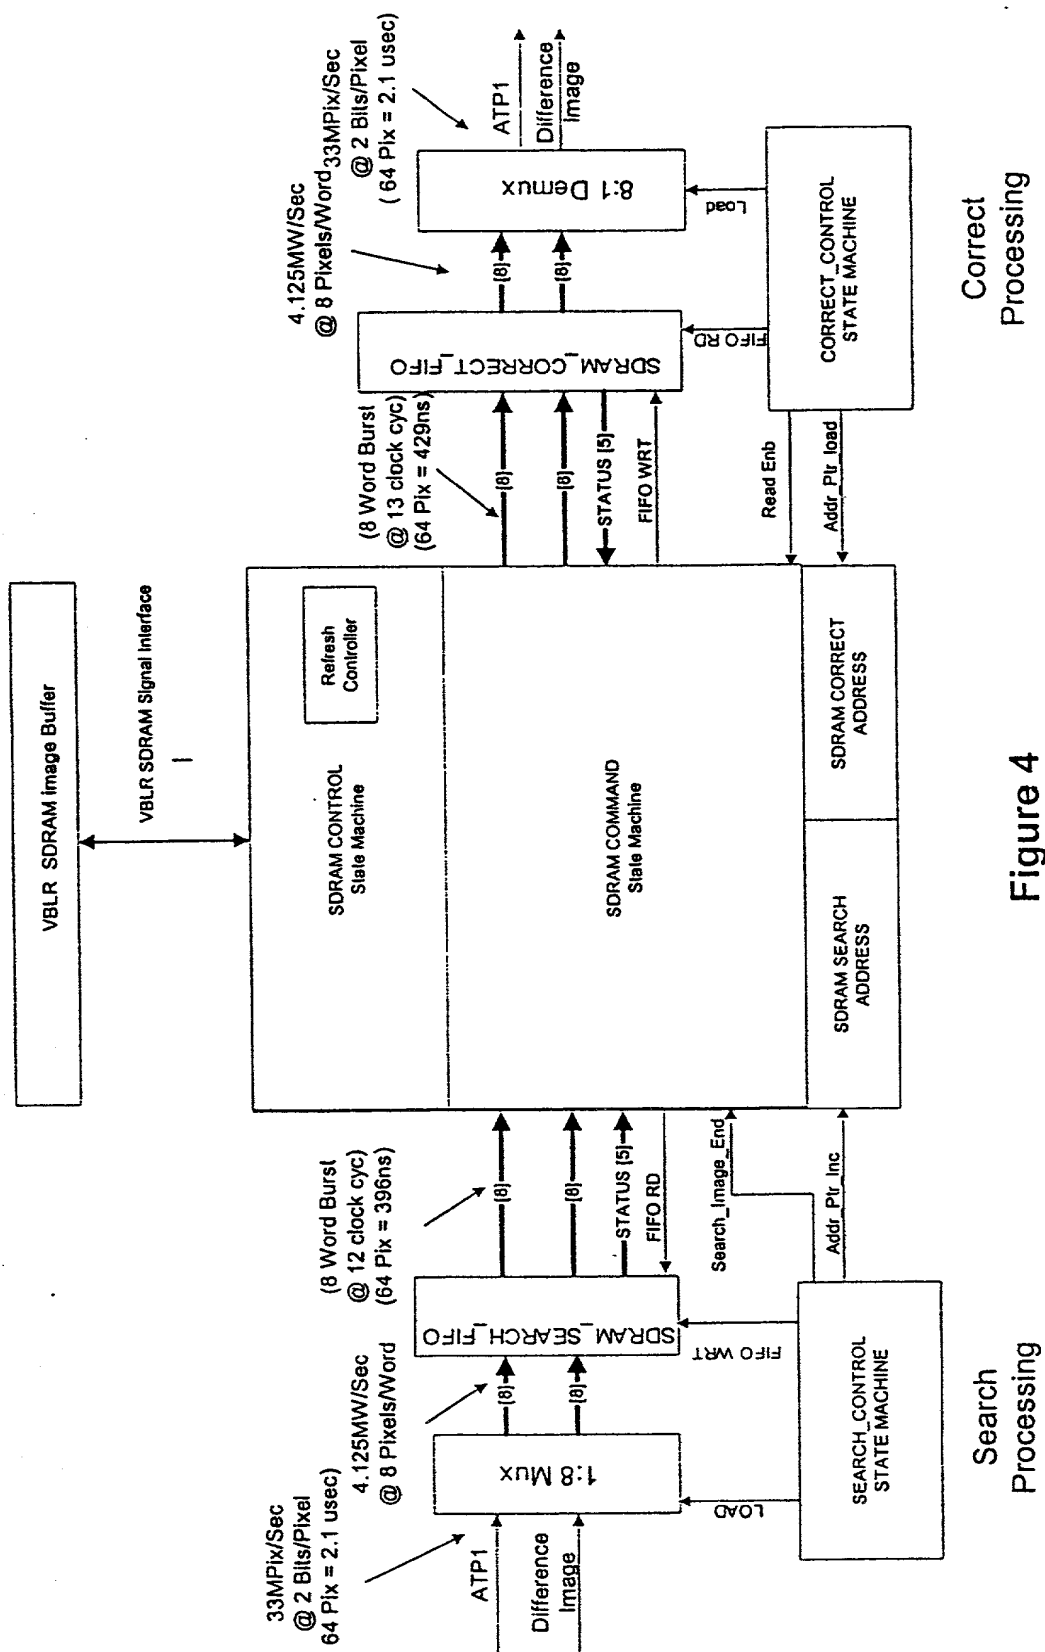 VBLR SDRAM Image Buffer
VBLR SDRAM Signal Interface
33MPix/Sec
@ 2 Bits/Pixel
64 Pix = 2.1 usec)
ATP1
Difference
Image
1:8 Mux
4.125MW/Sec
@ 8 Pixels/Word
[8]
[8]
SDRAM_SEARCH_FIFO
(8 Word Burst
@ 12 clock cyc)
(64 Pix = 396ns)
[8]
[8]
STATUS [5]
FIFO RD
Search_Image_End
Addr_Ptr_Inc
LOAD
FIFO WRT
SEARCH_CONTROL
STATE MACHINE
Search
Processing
SDRAM CONTROL
State Machine
Refresh
Controller
SDRAM COMMAND
State Machine
SDRAM SEARCH
ADDRESS
SDRAM CORRECT
ADDRESS
(8 Word Burst
@ 13 clock cyc)
(64 Pix = 429ns)
[8]
[8]
STATUS [5]
FIFO WRT
Read Enb
Addr_Ptr_load
SDRAM_CORRECT_FIFO
4.125MW/Sec
@ 8 Pixels/Word
[8]
[8]
8:1 Demux
33MPix/Sec
@ 2 Bits/Pixel
( 64 Pix = 2.1 usec)
ATP1
Difference
Image
FIFO RD
Load
CORRECT_CONTROL
STATE MACHINE
Correct
Processing
Figure 4